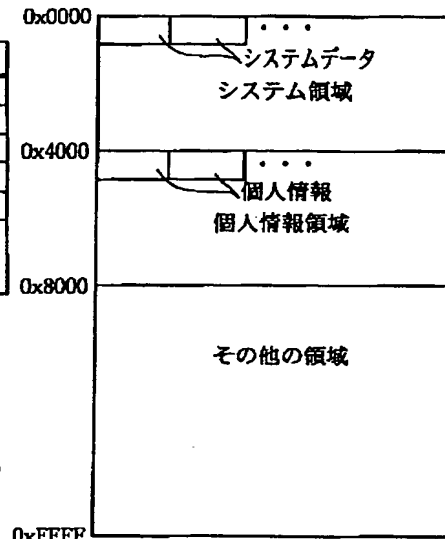 0x0000
・・・
システムデータ
システム領域
0x4000
・・・
個人情報
個人情報領域
0x8000
その他の領域
0xFFFF